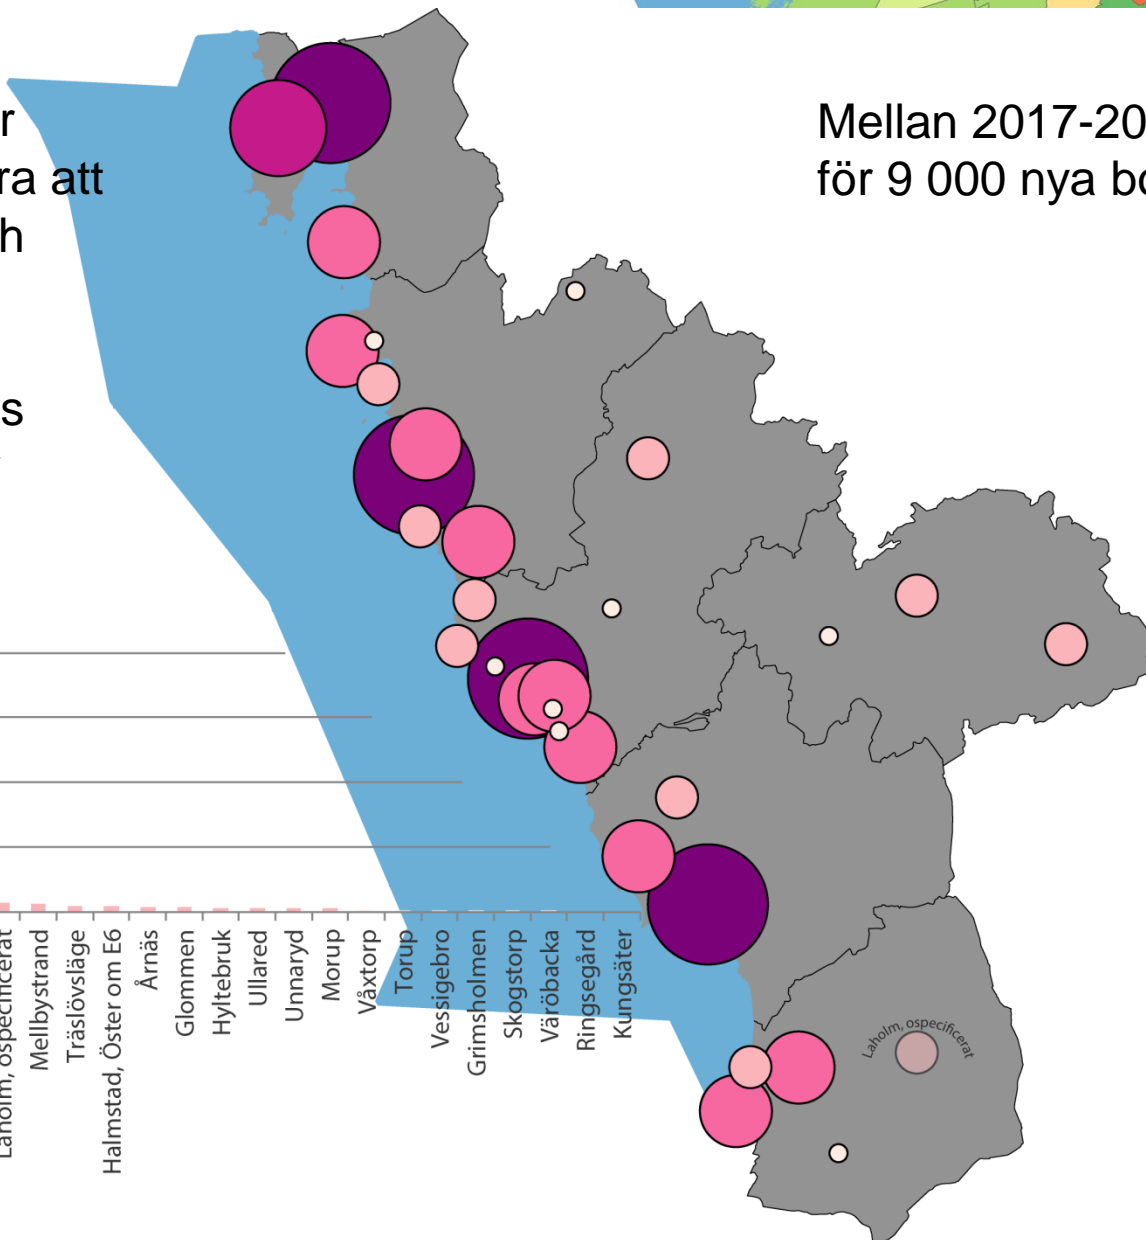 r
ra att
h
s
Mellan 2017-20
för 9 000 nya bo
Laholm, ospecificerat
Mellbystrand
Träslövsläge
Halmstad, Öster om E6
Årnäs
Glommen
Hyltebruk
Ullared
Unnaryd
Morup
Våxtorp
Torup
Vessigebro
Grimsholmen
Skogstorp
Väröbacka
Ringsegård
Kungsäter
Laholm, ospecificerat